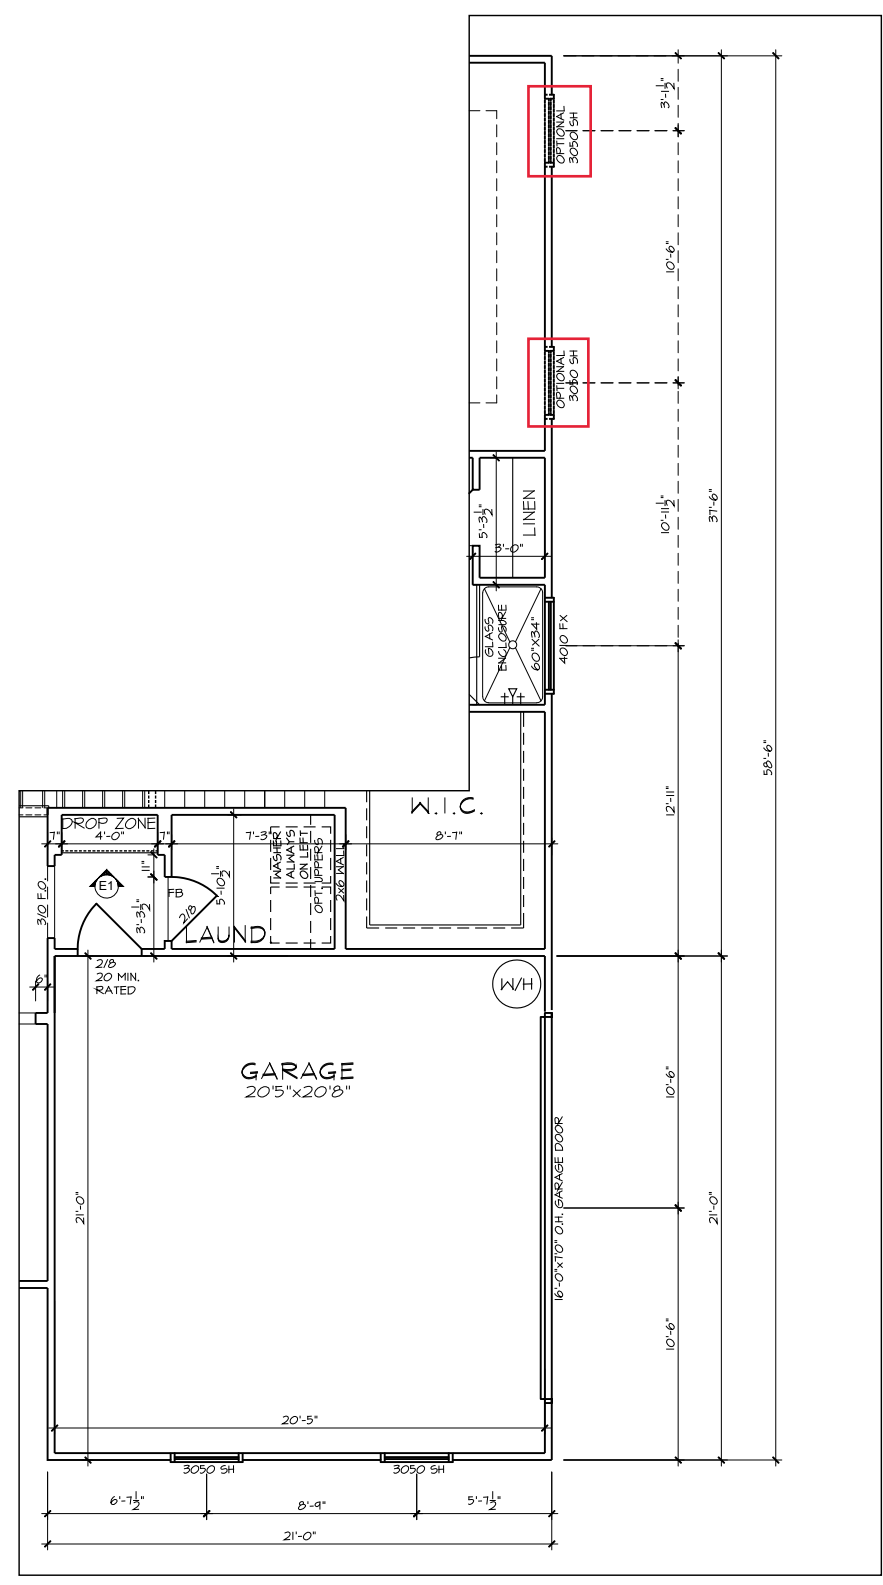 3'-1½"
OPTIONAL
3050 SH
10'-6"
OPTIONAL
3050 SH
10'-11½"
37'-6"
LINEN
5'-3½"
3'-0"
GLASS
ENCLOSURE
60"x34"
4010 FX
58'-6"
12'-11"
W.I.C.
DROP ZONE
7"
4'-0"
7"
7'-3"
8'-7"
WASHER
ALWAYS
ON LEFT
OPT. UPPERS
2x6 WALL
11"
5'-10½"
E1
FB
3/0 F.O.
3'-3½"
2/8
LAUND
2/8
20 MIN.
RATED
6"
W/H
GARAGE
20'5"x20'8"
10'-6"
16'-0"x7'0" O.H. GARAGE DOOR
21'-0"
21'-0"
10'-6"
20'-5"
3050 SH
3050 SH
6'-7½"
8'-9"
5'-7½"
21'-0"